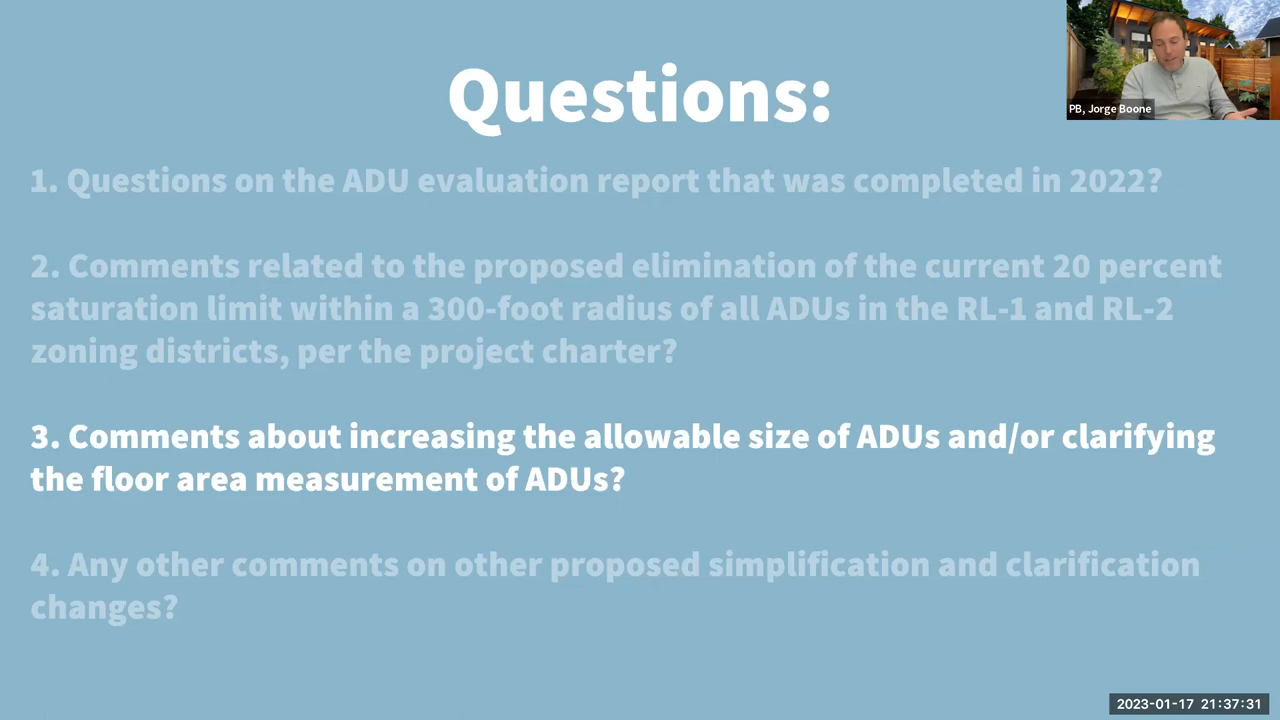 Questions:
PB, Jorge Boone
1. Questions on the ADU evaluation report that was completed in 2022?
2. Comments related to the proposed elimination of the current 20 percent
saturation limit within a 300-foot radius of all ADUs in the RL-1 and RL-2
zoning districts, per the project charter?
3. Comments about increasing the allowable size of ADUs and/or clarifying
the floor area measurement of ADUs?
4. Any other comments on other proposed simplification and clarification
changes?
2023-01-17 21:37:31